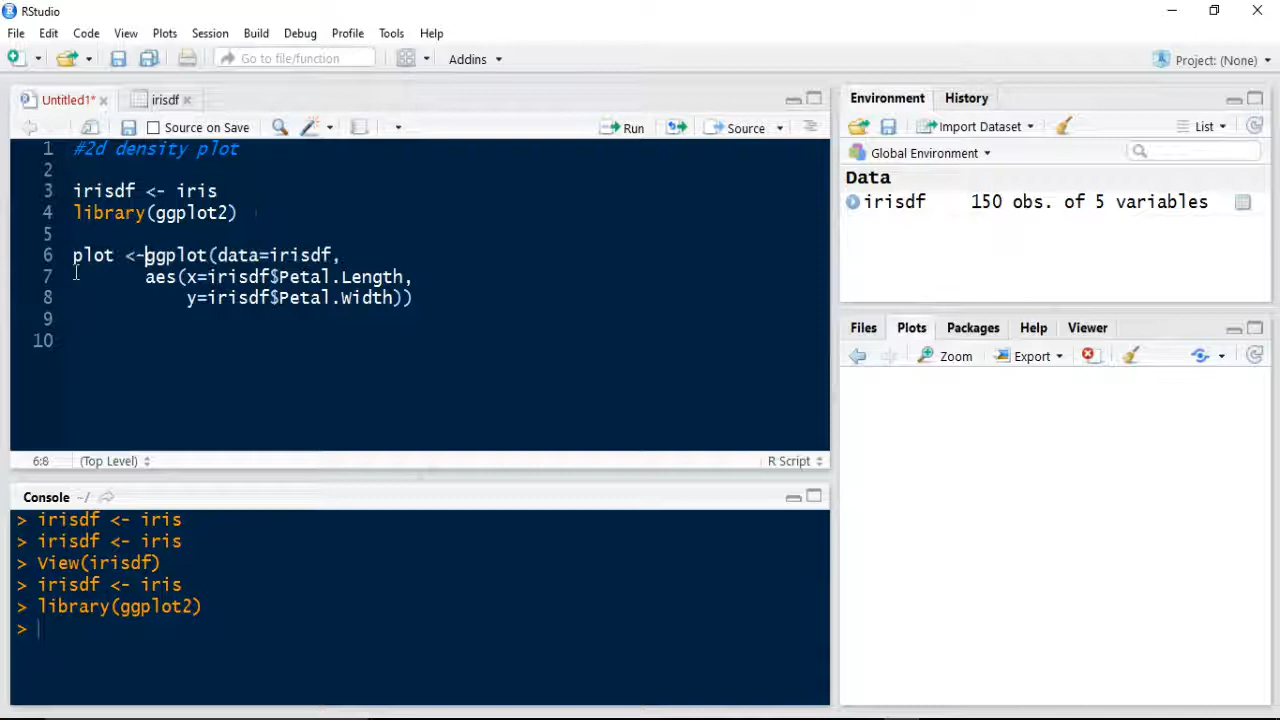 RStudio
File Edit Code View Plots Session Build Debug Profile Tools Help
Go to file/function Addins Project: (None)
Untitled1* irisdf
Source on Save Run Source
1 #2d density plot
2
3 irisdf <- iris
4 library(ggplot2)
5
6 plot <-ggplot(data=irisdf,
7 aes(x=irisdf$Petal.Length,
8 y=irisdf$Petal.Width))
9
10
6:8 (Top Level) R Script
Console ~/
> irisdf <- iris
> irisdf <- iris
> View(irisdf)
> irisdf <- iris
> library(ggplot2)
>
Environment History
Import Dataset List
Global Environment
Data
irisdf 150 obs. of 5 variables
Files Plots Packages Help Viewer
Zoom Export